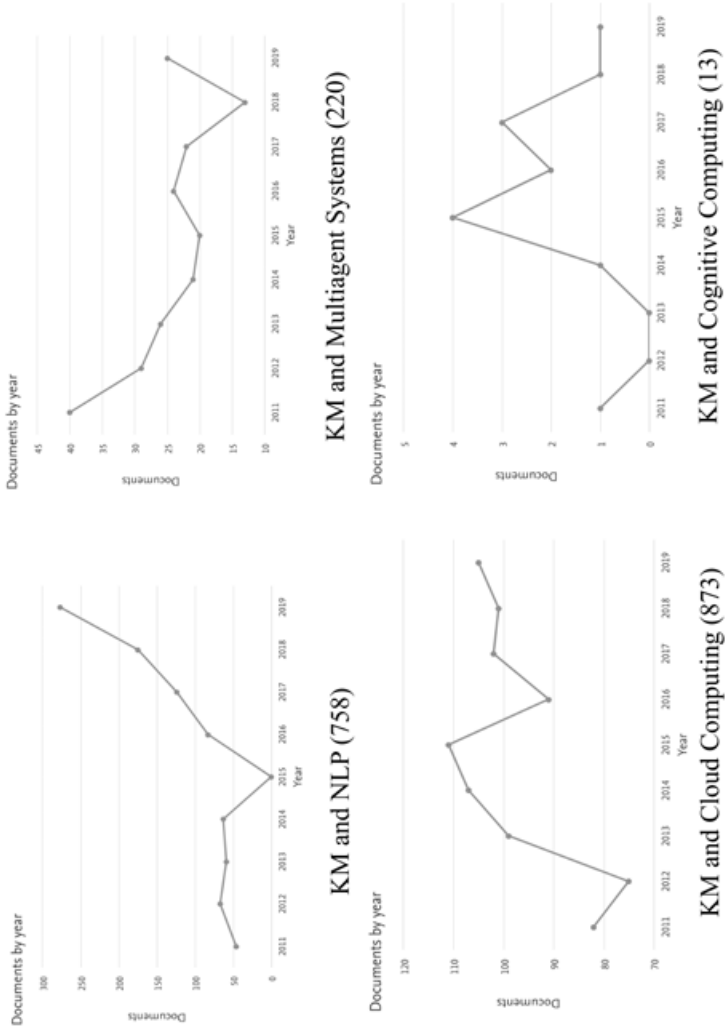 Documents by year
300
250
200
150
100
50
0
Documents
2011 2012 2013 2014 2015 2016 2017 2018 2019
Year
KM and NLP (758)
Documents by year
45
40
35
30
25
20
15
10
Documents
2011 2012 2013 2014 2015 2016 2017 2018 2019
Year
KM and Multiagent Systems (220)
Documents by year
120
110
100
90
80
70
Documents
2011 2012 2013 2014 2015 2016 2017 2018 2019
Year
KM and Cloud Computing (873)
Documents by year
5
4
3
2
1
0
Documents
2011 2012 2013 2014 2015 2016 2017 2018 2019
Year
KM and Cognitive Computing (13)